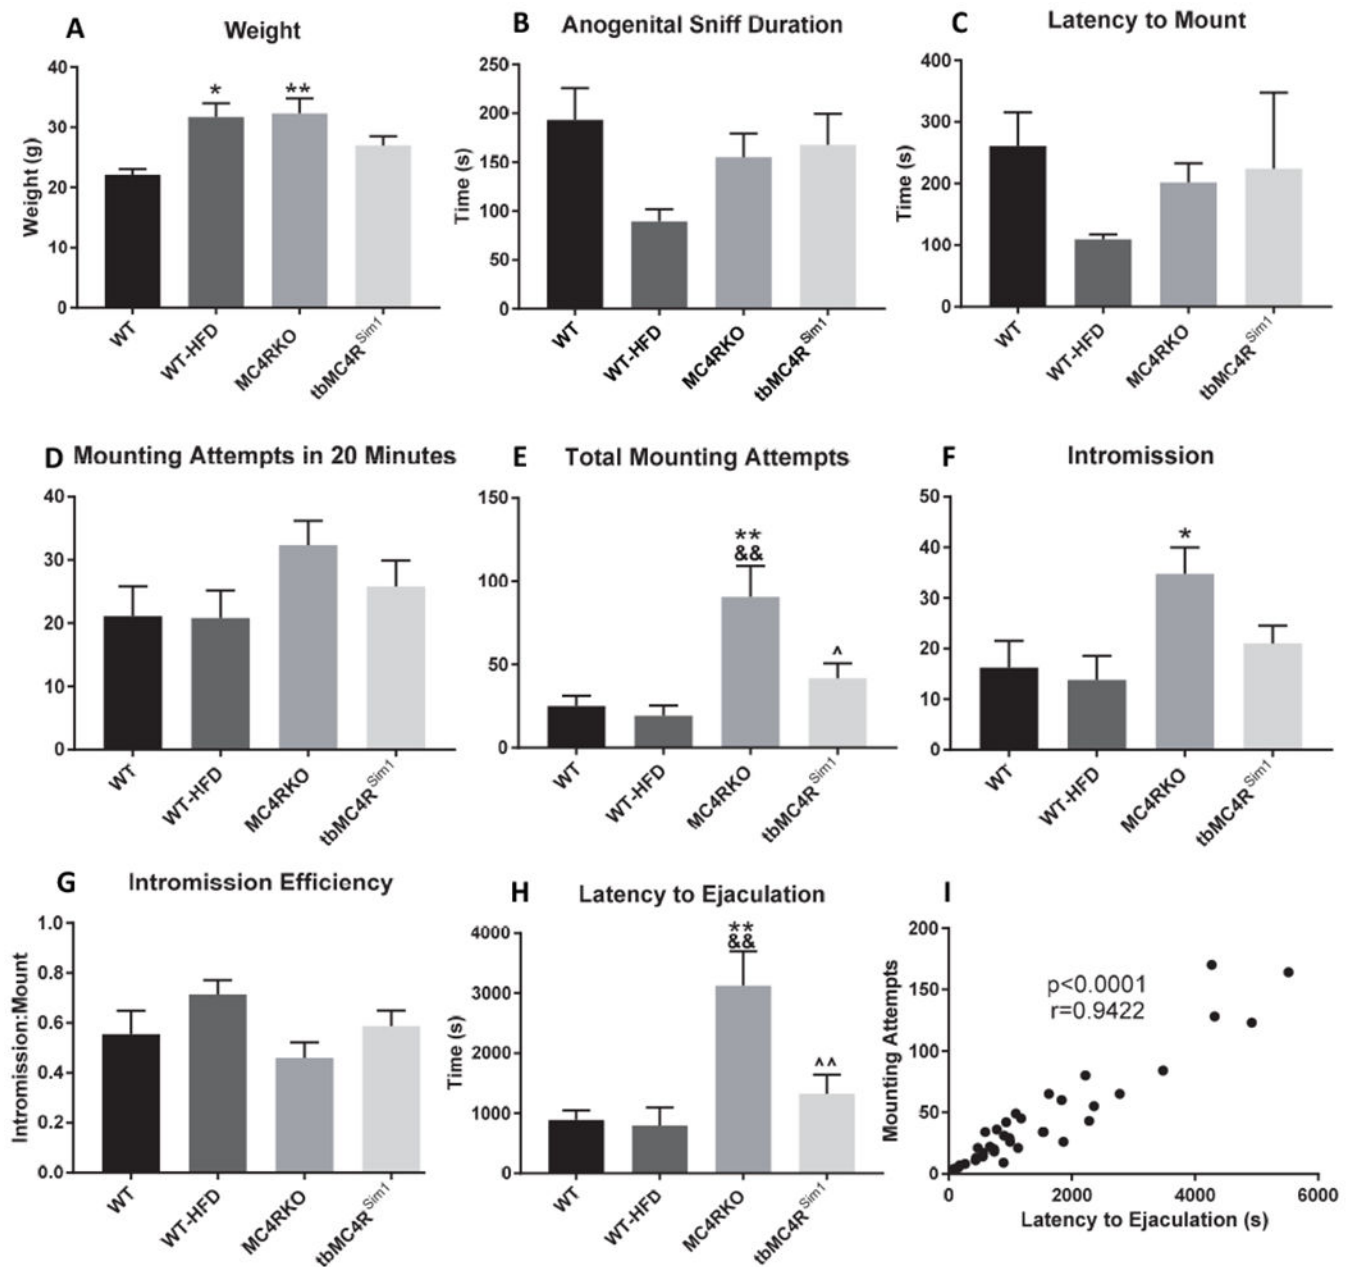 A Weight
40
30
20
10
0
Weight (g)
* **
WT WT-HFD MC4RKO tbMC4R^Sim1
B Anogenital Sniff Duration
250
200
150
100
50
0
Time (s)
WT WT-HFD MC4RKO tbMC4R^Sim1
C Latency to Mount
400
300
200
100
0
Time (s)
WT WT-HFD MC4RKO tbMC4R^Sim1
D Mounting Attempts in 20 Minutes
40
30
20
10
0
WT WT-HFD MC4RKO tbMC4R^Sim1
E Total Mounting Attempts
150
100
50
0
**
&&
^
WT WT-HFD MC4RKO tbMC4R^Sim1
F Intromission
50
40
30
20
10
0
*
WT WT-HFD MC4RKO tbMC4R^Sim1
G Intromission Efficiency
1.0
0.8
0.6
0.4
0.2
0.0
Intromission:Mount
WT WT-HFD MC4RKO tbMC4R^Sim1
H Latency to Ejaculation
4000
3000
2000
1000
0
Time (s)
**
&&
^^
WT WT-HFD MC4RKO tbMC4R^Sim1
I
200
150
100
50
0
Mounting Attempts
p<0.0001
r=0.9422
0 2000 4000 6000
Latency to Ejaculation (s)